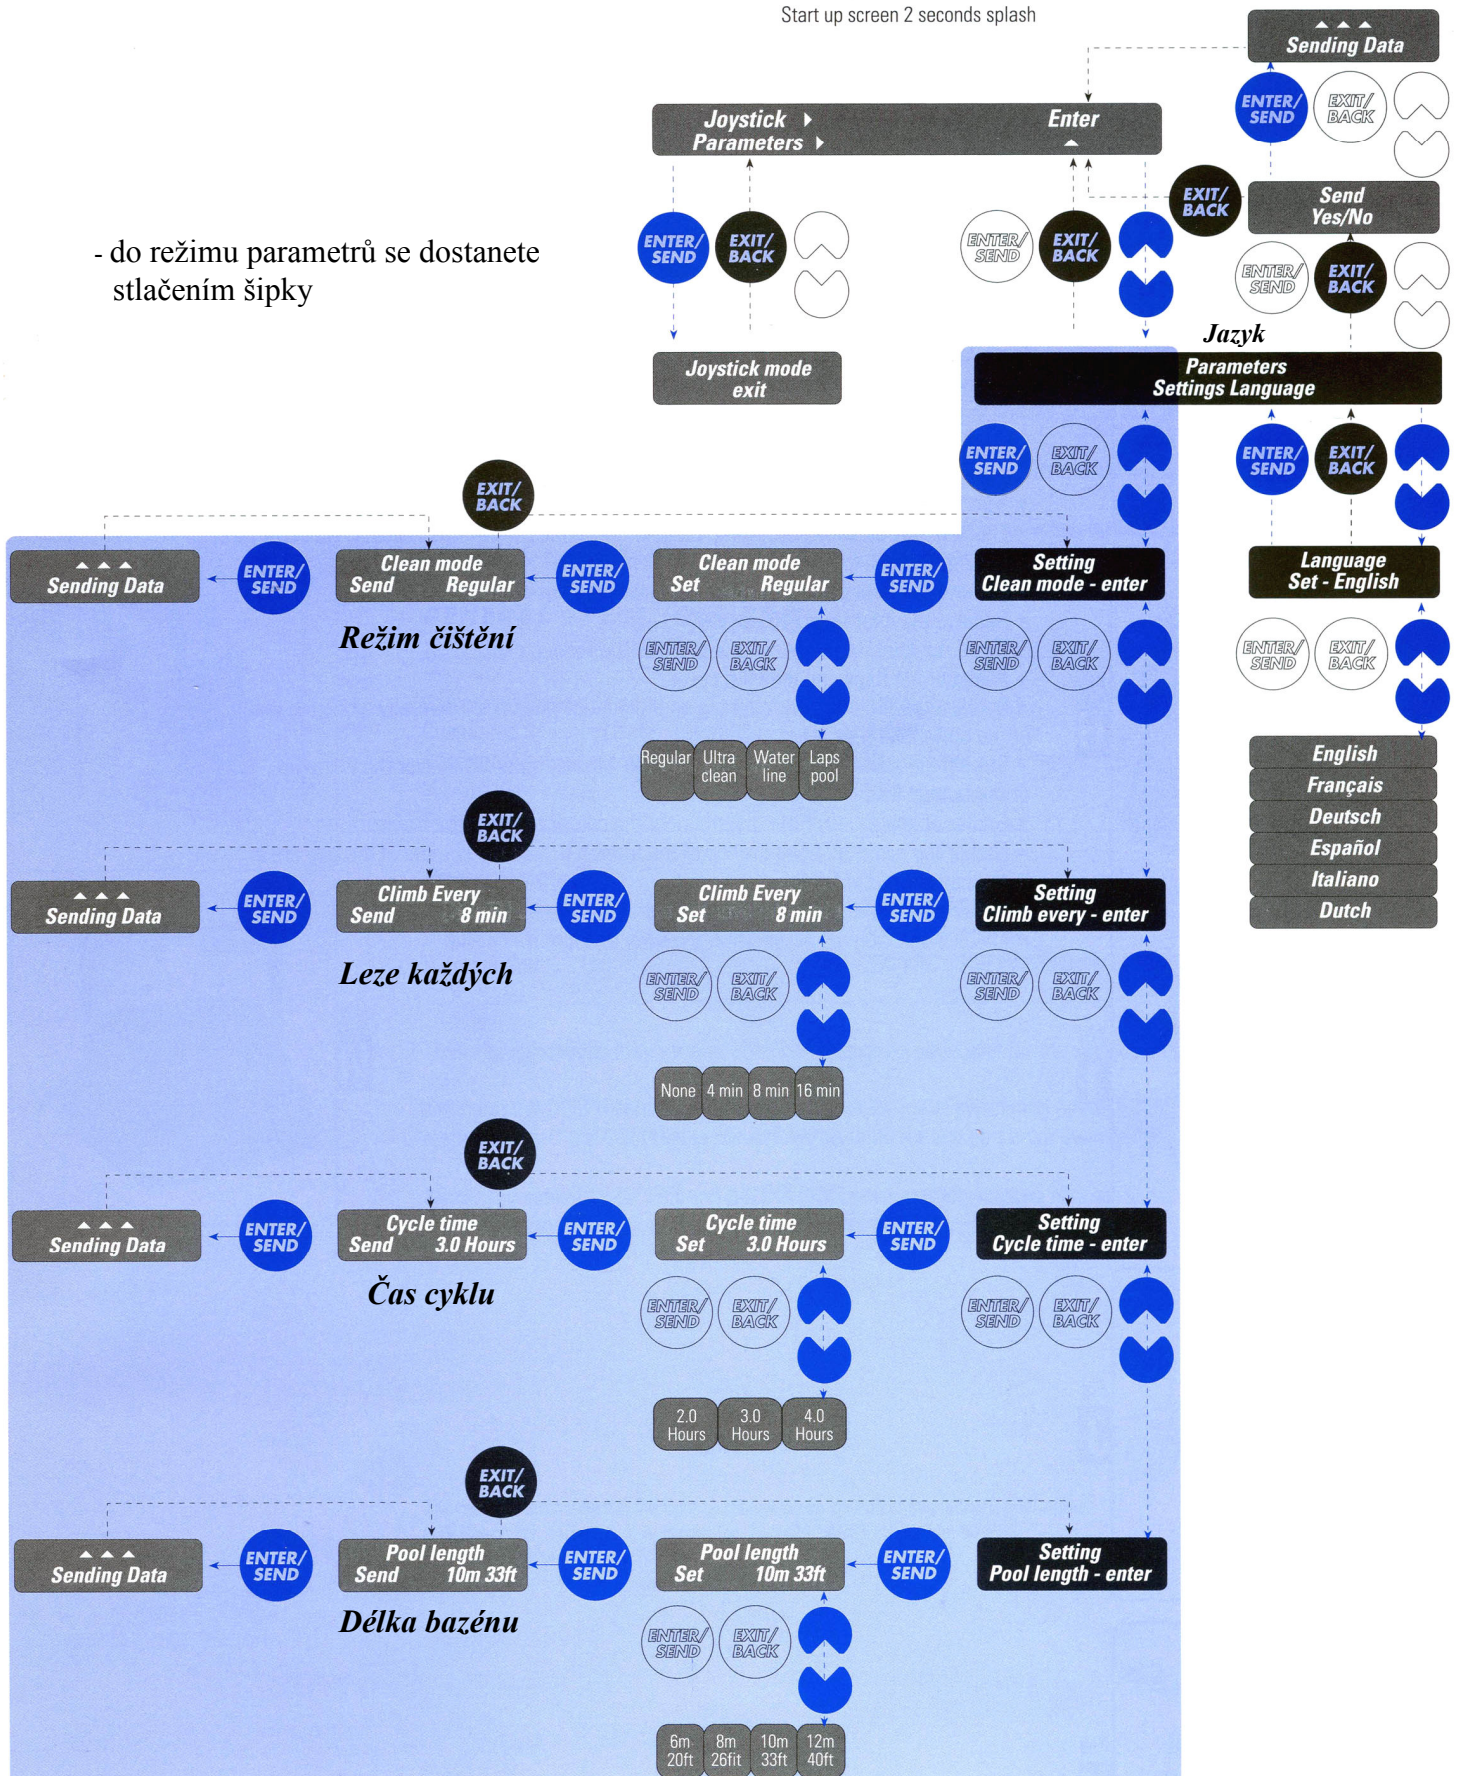 Start up screen 2 seconds splash
Sending Data
ENTER/
SEND
EXIT/
BACK
Joystick
Parameters
Enter
EXIT/
BACK
Send
Yes/No
- do režimu parametrů se dostanete
stlačením šipky
ENTER/
SEND
EXIT/
BACK
ENTER/
SEND
EXIT/
BACK
ENTER/
SEND
EXIT/
BACK
Jazyk
Joystick mode
exit
Parameters
Settings Language
ENTER/
SEND
EXIT/
BACK
ENTER/
SEND
EXIT/
BACK
EXIT/
BACK
Sending Data
ENTER/
SEND
Clean mode
Send Regular
ENTER/
SEND
Clean mode
Set Regular
ENTER/
SEND
Setting
Clean mode - enter
Language
Set - English
Režim čištění
ENTER/
SEND
EXIT/
BACK
ENTER/
SEND
EXIT/
BACK
ENTER/
SEND
EXIT/
BACK
Regular
Ultra
clean
Water
line
Laps
pool
English
Français
Deutsch
Español
Italiano
Dutch
EXIT/
BACK
Sending Data
ENTER/
SEND
Climb Every
Send 8 min
ENTER/
SEND
Climb Every
Set 8 min
ENTER/
SEND
Setting
Climb every - enter
Leze každých
ENTER/
SEND
EXIT/
BACK
ENTER/
SEND
EXIT/
BACK
None
4 min
8 min
16 min
EXIT/
BACK
Sending Data
ENTER/
SEND
Cycle time
Send 3.0 Hours
ENTER/
SEND
Cycle time
Set 3.0 Hours
ENTER/
SEND
Setting
Cycle time - enter
Čas cyklu
ENTER/
SEND
EXIT/
BACK
ENTER/
SEND
EXIT/
BACK
2.0
Hours
3.0
Hours
4.0
Hours
EXIT/
BACK
Sending Data
ENTER/
SEND
Pool length
Send 10m 33ft
ENTER/
SEND
Pool length
Set 10m 33ft
ENTER/
SEND
Setting
Pool length - enter
Délka bazénu
ENTER/
SEND
EXIT/
BACK
6m
20ft
8m
26fit
10m
33ft
12m
40ft